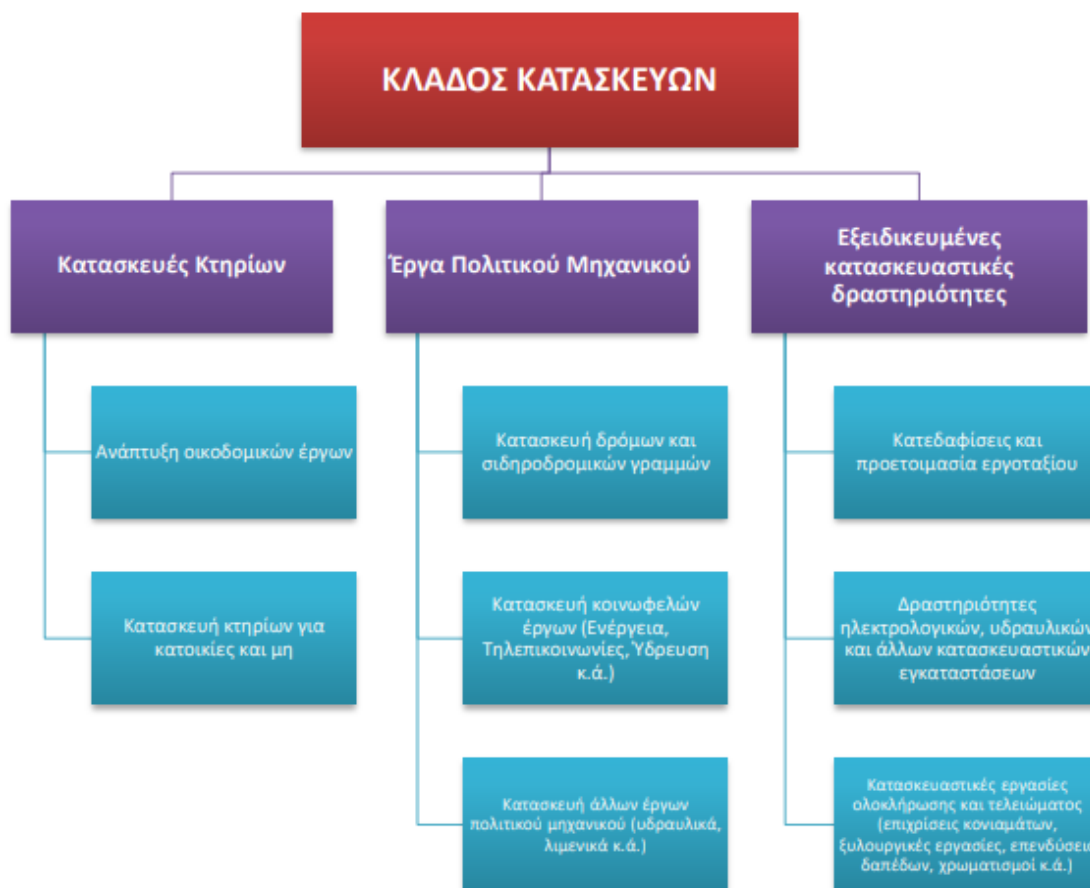 ΚΛΑΔΟΣ ΚΑΤΑΣΚΕΥΩΝ
Κατασκευές Κτηρίων
Ανάπτυξη οικοδομικών έργων
Κατασκευή κτηρίων για
κατοικίες και μη
Έργα Πολιτικού Μηχανικού
Κατασκευή δρόμων και
σιδηροδρομικών γραμμών
Κατασκευή κοινωφελών
έργων (Ενέργεια,
Τηλεπικοινωνίες, Ύδρευση
κ.ά.)
Κατασκευή άλλων έργων
πολιτικού μηχανικού (υδραυλικά,
λιμενικά κ.ά.)
Εξειδικευμένες
κατασκευαστικές
δραστηριότητες
Κατεδαφίσεις και
προετοιμασία εργοταξίου
Δραστηριότητες
ηλεκτρολογικών, υδραυλικών
και άλλων κατασκευαστικών
εγκαταστάσεων
Κατασκευαστικές εργασίες
ολοκλήρωσης και τελειώματος
(επιχρίσεις κονιαμάτων,
ξυλουργικές εργασίες, επενδύσεις
δαπέδων, χρωματισμοί κ.ά.)